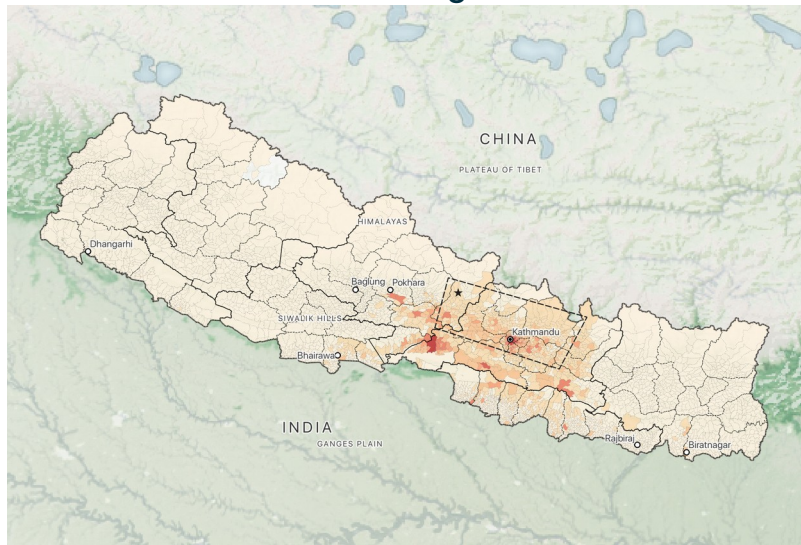 CHINA
PLATEAU OF TIBET
HIMALAYAS
Dhangarhi
Baglung
Pokhara
SIWALIK HILLS
Kathmandu
Bhairawa
INDIA
GANGES PLAIN
Rajbiraj
Biratnagar